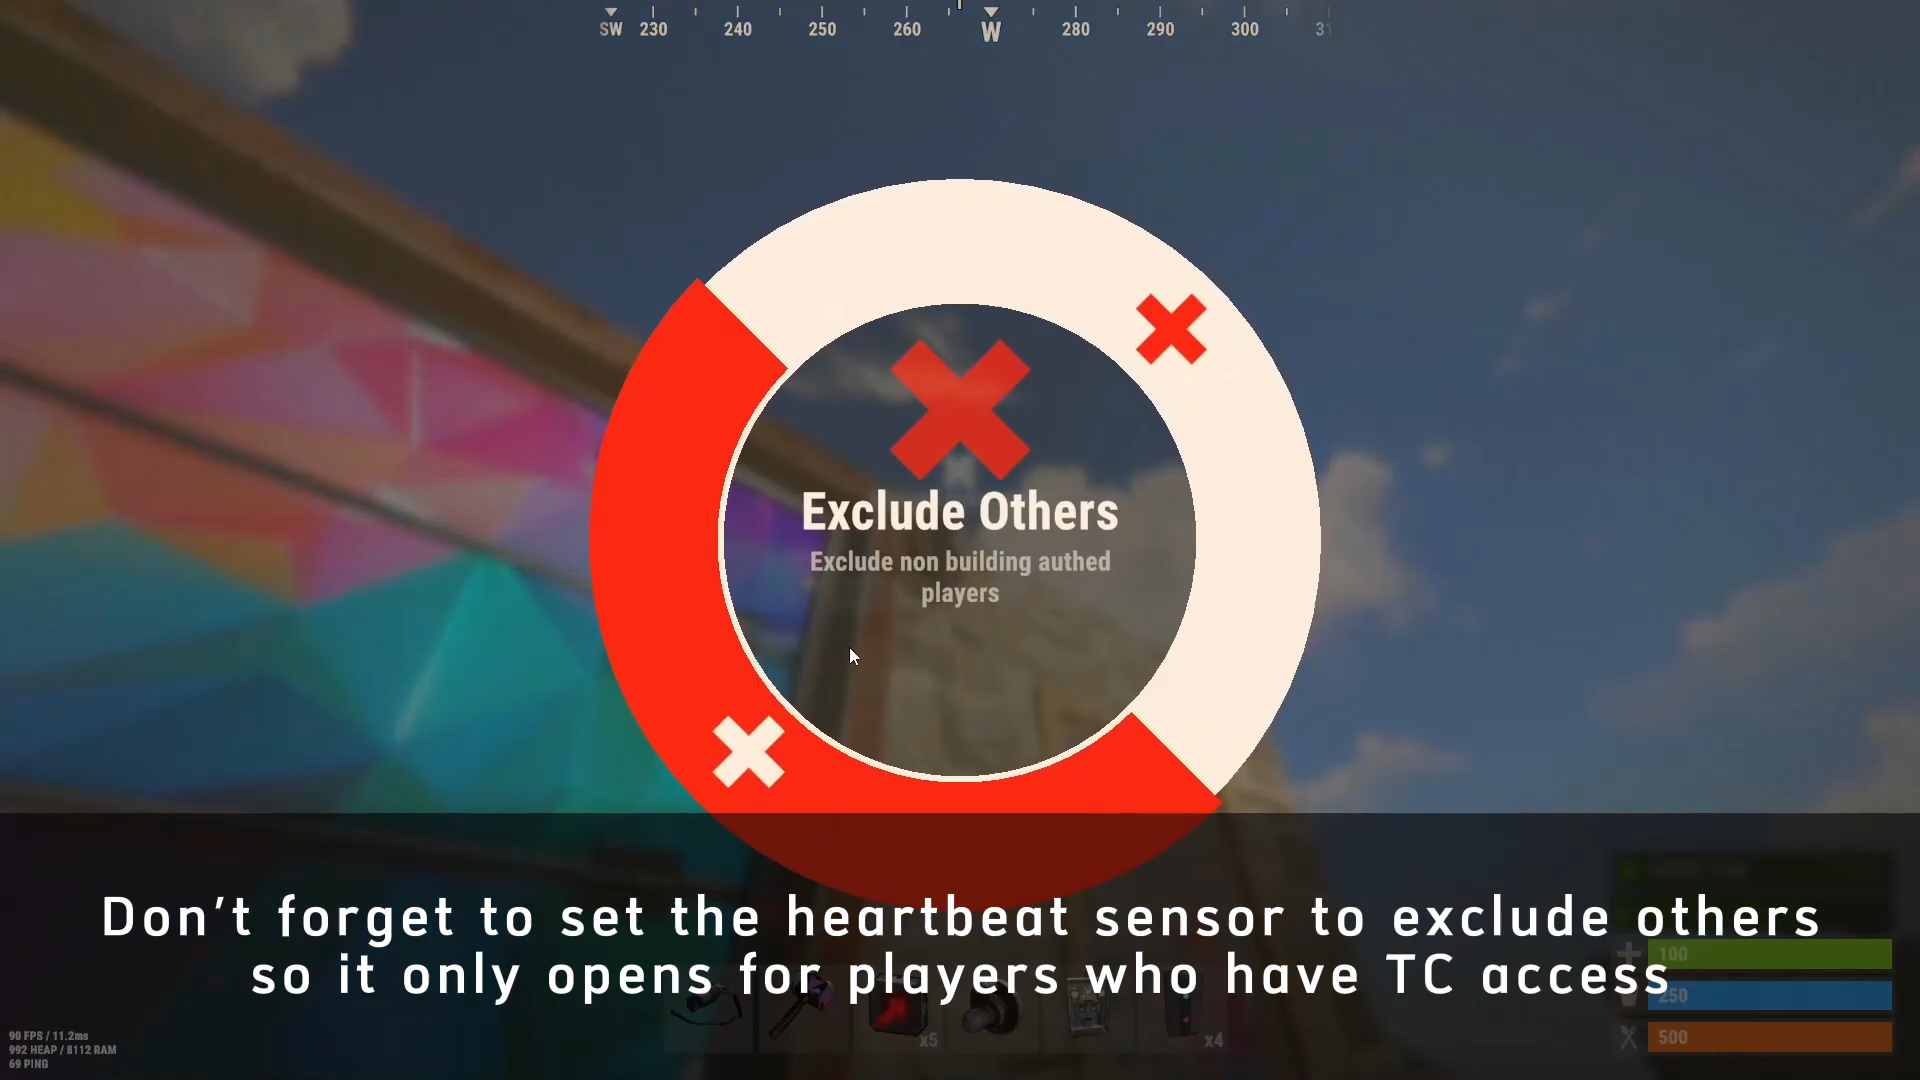 SW 230 240 250 260 W 280 290 300 31
Exclude Others
Exclude non building authed
players
Don't forget to set the heartbeat sensor to exclude others
so it only opens for players who have TC access
100
250
500
x5 x4
90 FPS / 11.2ms
992 HEAP / 8112 RAM
69 PING